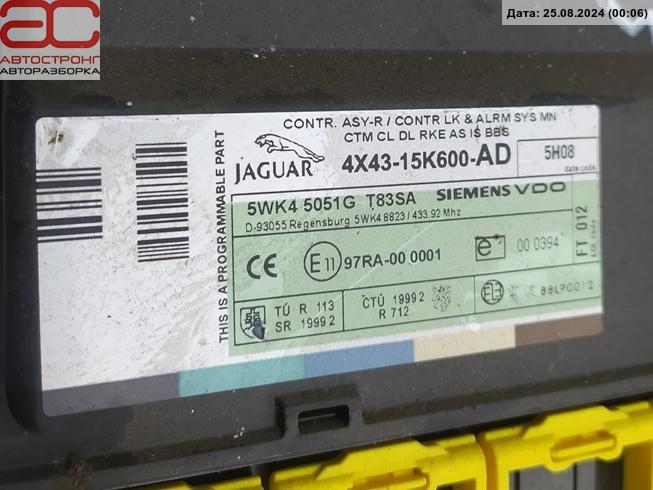 Дата: 25.08.2024 (00:06)
ас
АВТОСТРОНГ
АВТОРАЗБОРКА
CONTR. ASY-R / CONTR LK & ALRM SYS MN
CTM CL DL RKE AS IS BBS
JAGUAR
4X43-15K600-AD
5H08
date code
THIS IS A PROGRAMMABLE PART
5WK4 5051G T83SA SIEMENS VDO
D-93055 Regensburg 5WK4 8823 / 433,92 Mhz
CE
E11 97RA-00 0001
e
00 0394
FT 012
TÚ R 113
SR 1999 2
CTÚ 1999 2
R 712